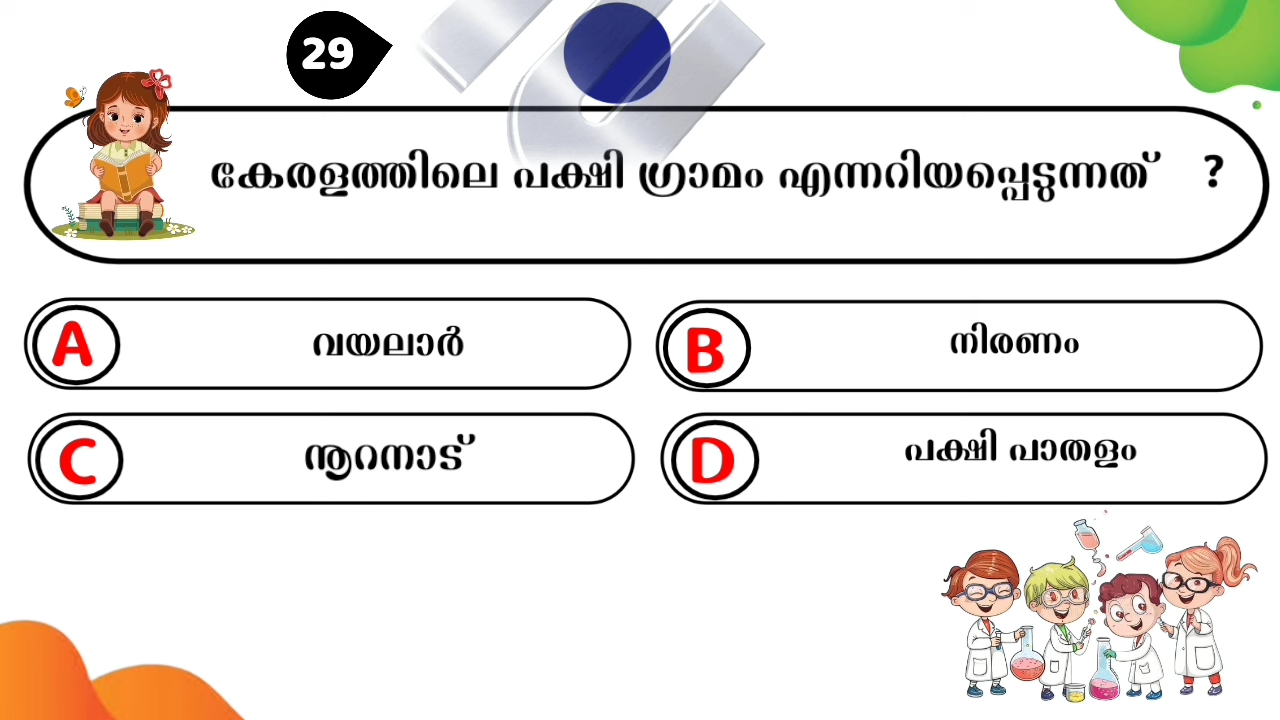 29
കേരളത്തിലെ പക്ഷി ഗ്രാമം എന്നറിയപ്പെടുന്നത് ?
A വയലാർ
B നിരണം
C നൂറനാട്
D പക്ഷി പാതളം